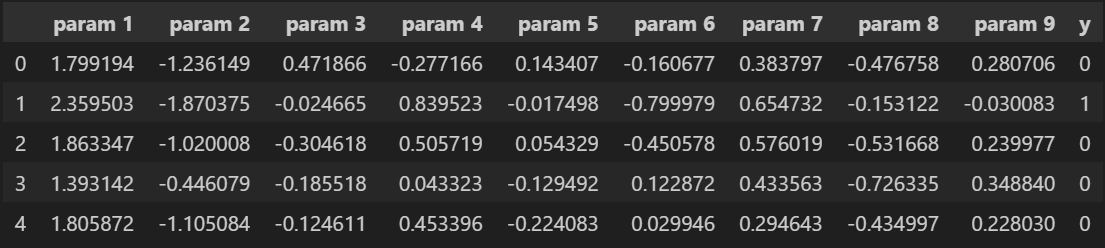 param 1 param 2 param 3 param 4 param 5 param 6 param 7 param 8 param 9 y
0 1.799194 -1.236149 0.471866 -0.277166 0.143407 -0.160677 0.383797 -0.476758 0.280706 0
1 2.359503 -1.870375 -0.024665 0.839523 -0.017498 -0.799979 0.654732 -0.153122 -0.030083 1
2 1.863347 -1.020008 -0.304618 0.505719 0.054329 -0.450578 0.576019 -0.531668 0.239977 0
3 1.393142 -0.446079 -0.185518 0.043323 -0.129492 0.122872 0.433563 -0.726335 0.348840 0
4 1.805872 -1.105084 -0.124611 0.453396 -0.224083 0.029946 0.294643 -0.434997 0.228030 0